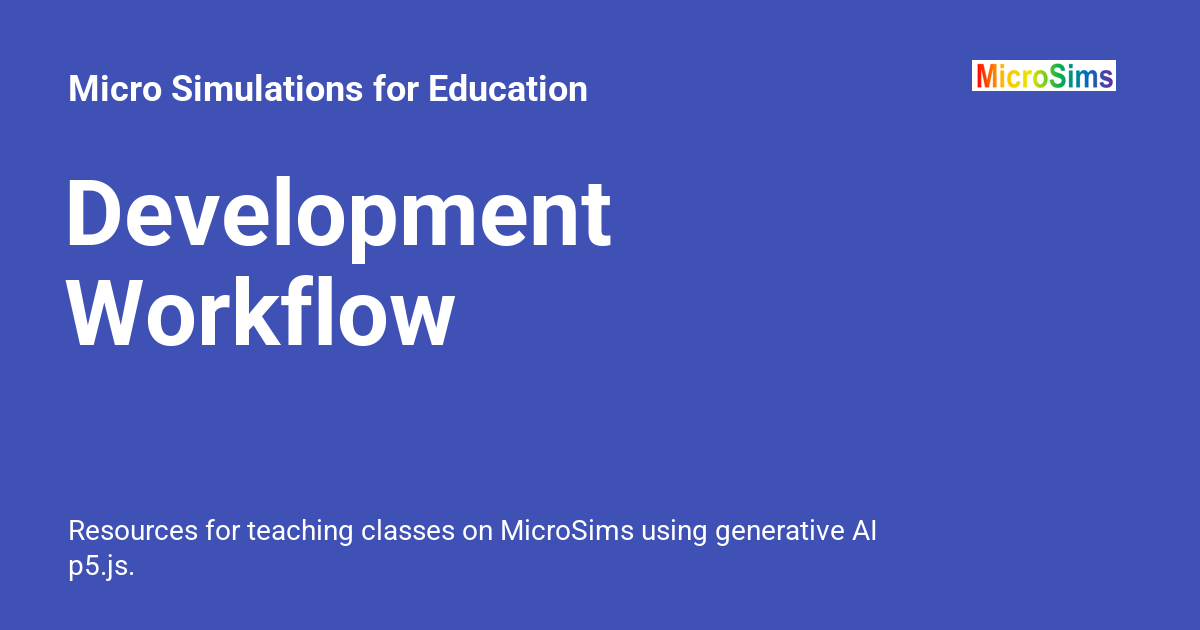 Micro Simulations for Education
MicroSims
Development
Workflow
Resources for teaching classes on MicroSims using generative AI
p5.js.